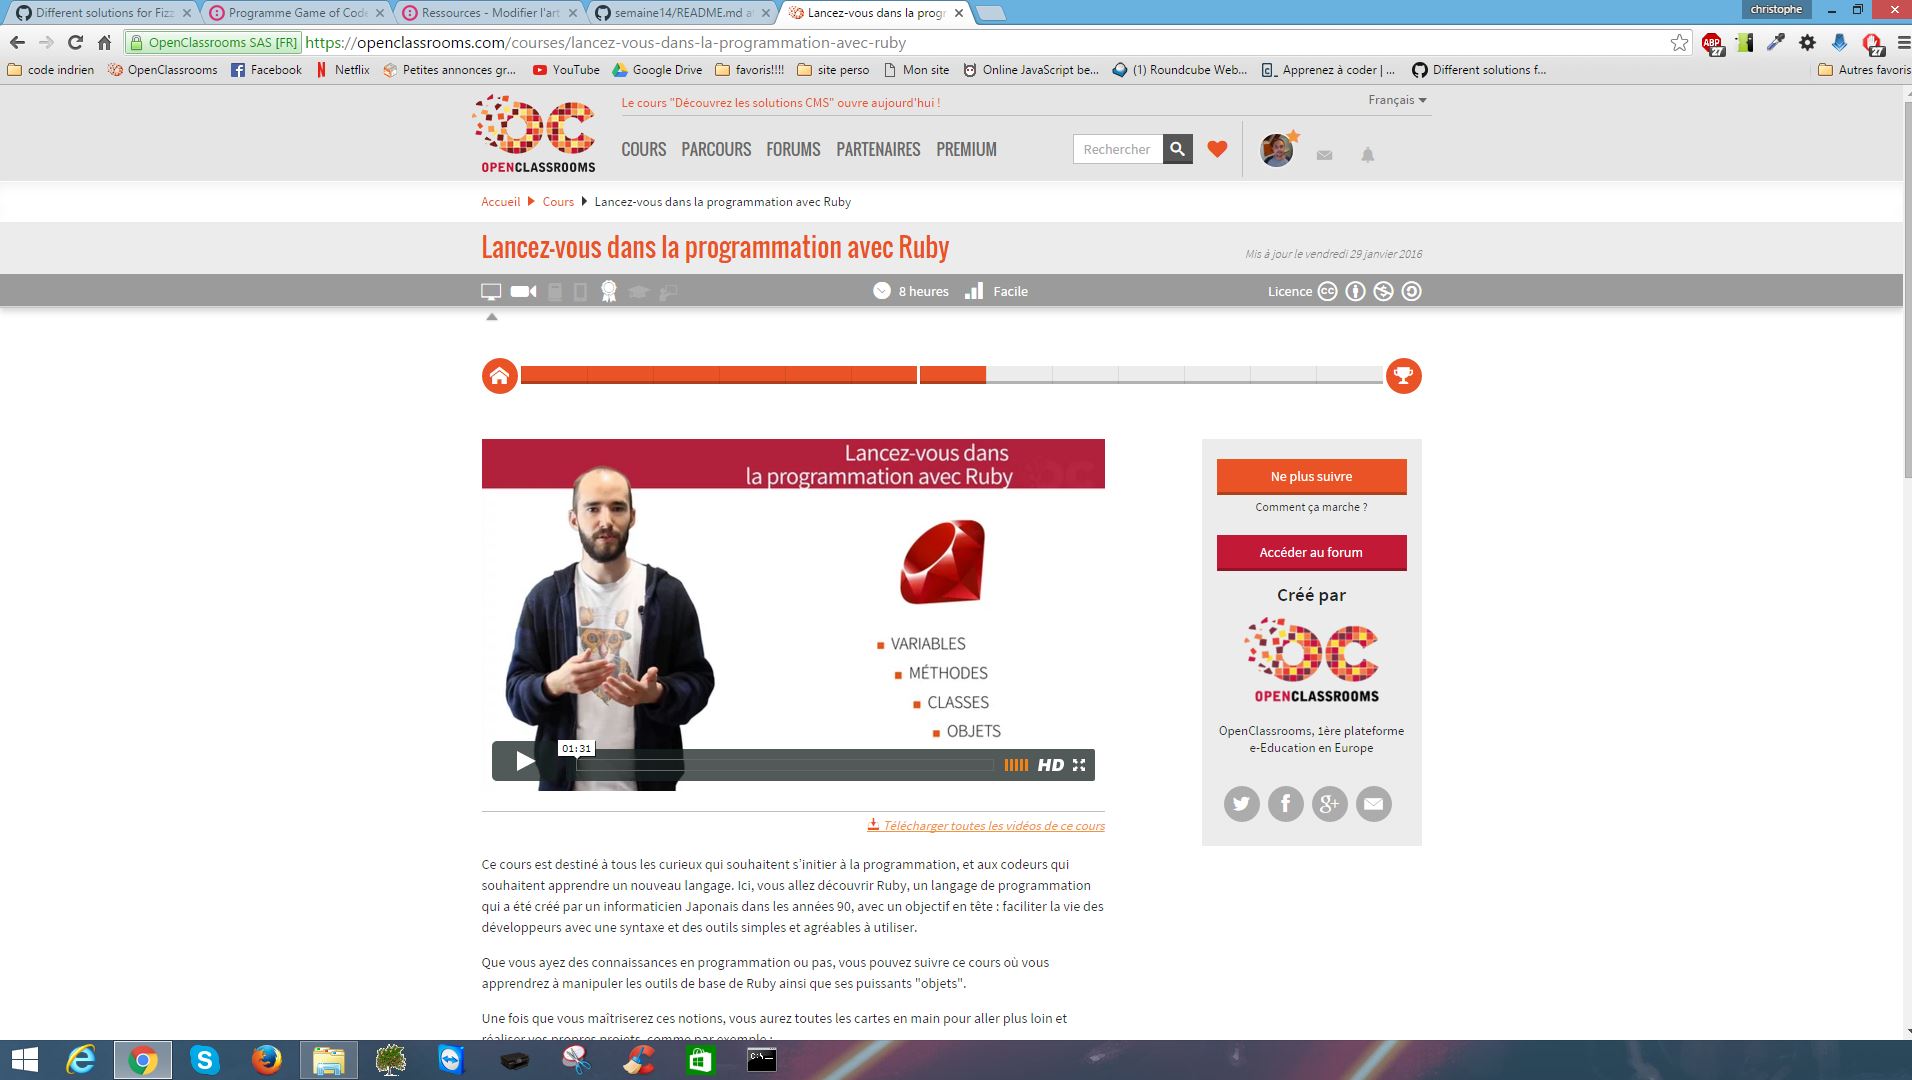 Different solutions for Fizz
Programme Game of Code
Ressources - Modifier l'art
semaine14/README.md at
Lancez-vous dans la prog
christophe
OpenClassrooms SAS [FR]
https://openclassrooms.com/courses/lancez-vous-dans-la-programmation-avec-ruby
ABP
27
27
code indrien
OpenClassrooms
Facebook
Netflix
Petites annonces gr...
YouTube
Google Drive
favoris!!!!
site perso
Mon site
Online JavaScript be...
(1) Roundcube Web...
Apprenez à coder | ...
Different solutions f...
Autres favoris
OPENCLASSROOMS
Le cours "Découvrez les solutions CMS" ouvre aujourd'hui !
Français
COURS PARCOURS FORUMS PARTENAIRES PREMIUM
Rechercher
Accueil Cours Lancez-vous dans la programmation avec Ruby
Lancez-vous dans la programmation avec Ruby
Mis à jour le vendredi 29 janvier 2016
8 heures
Facile
Licence
cc
Lancez-vous dans
la programmation avec Ruby
VARIABLES
MÉTHODES
CLASSES
OBJETS
01:31
HD
Télécharger toutes les vidéos de ce cours
Ne plus suivre
Comment ça marche ?
Accéder au forum
Créé par
OPENCLASSROOMS
OpenClassrooms, 1ère plateforme
e-Education en Europe
Ce cours est destiné à tous les curieux qui souhaitent s'initier à la programmation, et aux codeurs qui
souhaitent apprendre un nouveau langage. Ici, vous allez découvrir Ruby, un langage de programmation
qui a été créé par un informaticien Japonais dans les années 90, avec un objectif en tête : faciliter la vie des
développeurs avec une syntaxe et des outils simples et agréables à utiliser.
Que vous ayez des connaissances en programmation ou pas, vous pouvez suivre ce cours où vous
apprendrez à manipuler les outils de base de Ruby ainsi que ses puissants "objets".
Une fois que vous maîtriserez ces notions, vous aurez toutes les cartes en main pour aller plus loin et
réaliser vos propres projets, comme par exemple :